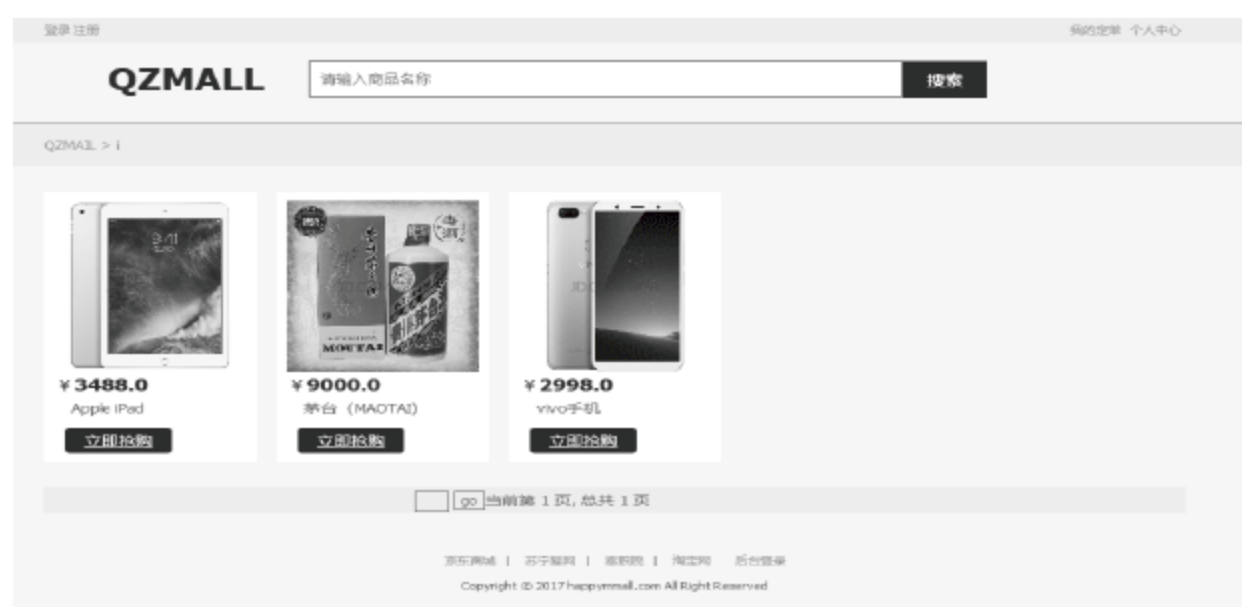 登录 注册 我的定单 个人中心
QZMALL 请输入商品名称 搜索
QZMAIL > i
9:41
MOUTAI
¥3488.0 ¥9000.0 ¥2998.0
Apple iPad 茅台（MAOTAI) vivo手机
立即抢购 立即抢购 立即抢购
go 当前第 1 页, 总共 1 页
京东商城 | 苏宁易购 | | 淘宝网 后台登录
Copyright © 2017 happymmall.com All Right Reserved